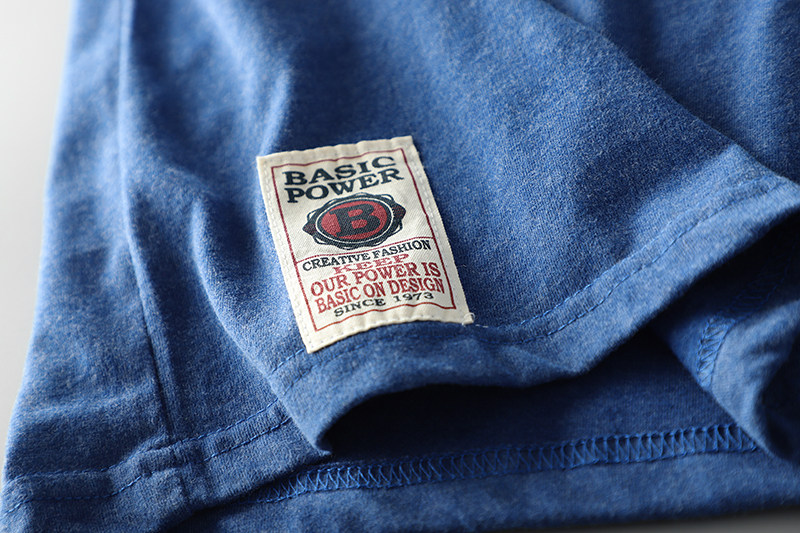 BASIC
POWER
B
CREATIVE FASHION
KEEP
OUR POWER IS
BASIC ON DESIGN
SINCE 1973